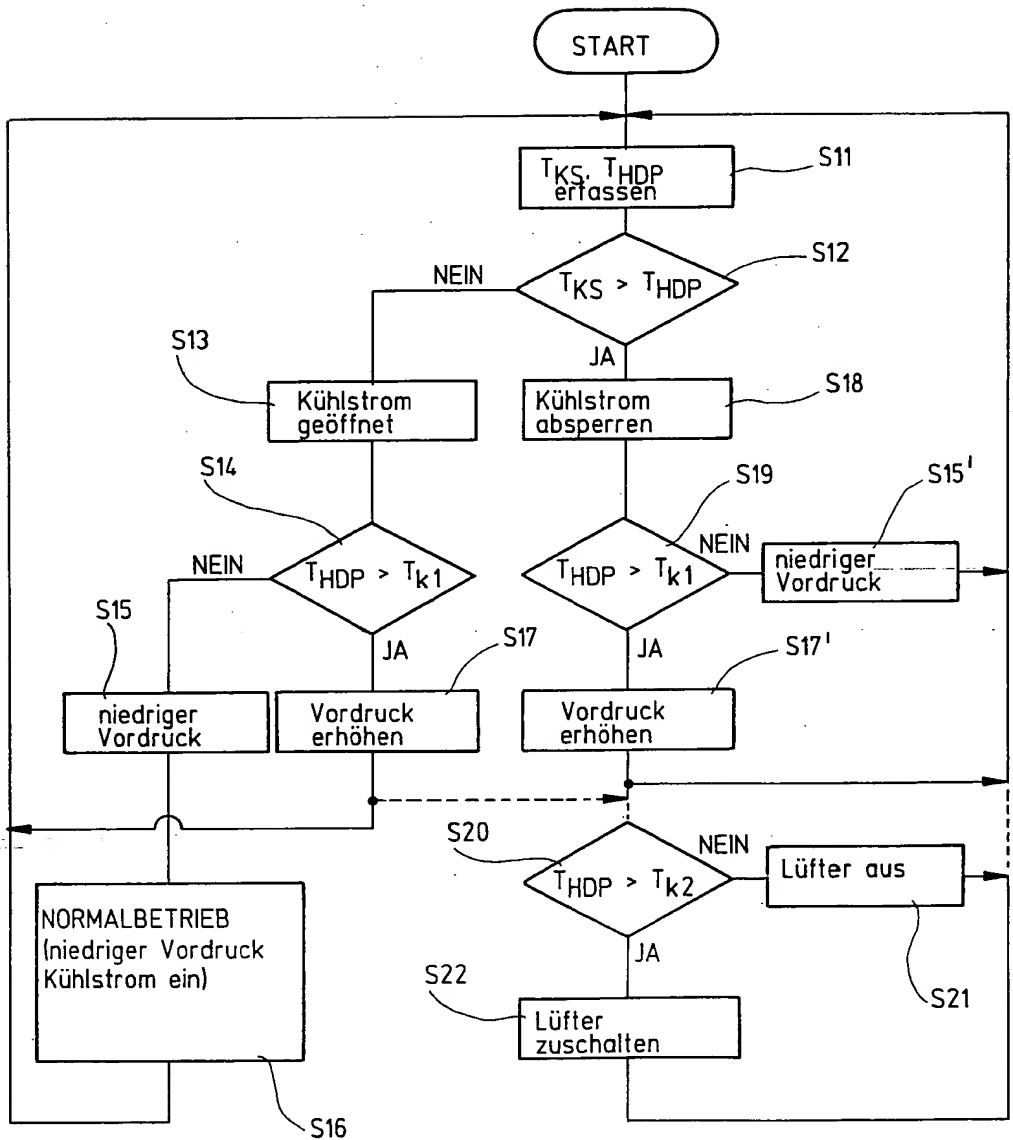 START
T_KS, T_HDP
erfassen
S11
T_KS > T_HDP
S12
NEIN
JA
S13
Kühlstrom
geöffnet
Kühlstrom
absperren
S18
S14
T_HDP > T_k1
NEIN
JA
T_HDP > T_k1
S19
NEIN
JA
niedriger
Vordruck
S15'
S15
niedriger
Vordruck
Vordruck
erhöhen
S17
Vordruck
erhöhen
S17'
S20
T_HDP > T_k2
NEIN
JA
Lüfter aus
S21
NORMALBETRIEB
(niedriger Vordruck
Kühlstrom ein)
S16
S22
Lüfter
zuschalten